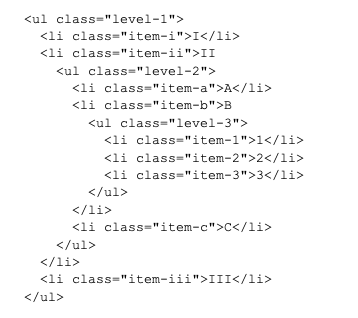 <ul class="level-1">
  <li class="item-i">I</li>
  <li class="item-ii">II
    <ul class="level-2">
      <li class="item-a">A</li>
      <li class="item-b">B
        <ul class="level-3">
          <li class="item-1">1</li>
          <li class="item-2">2</li>
          <li class="item-3">3</li>
        </ul>
      </li>
      <li class="item-c">C</li>
    </ul>
  </li>
  <li class="item-iii">III</li>
</ul>